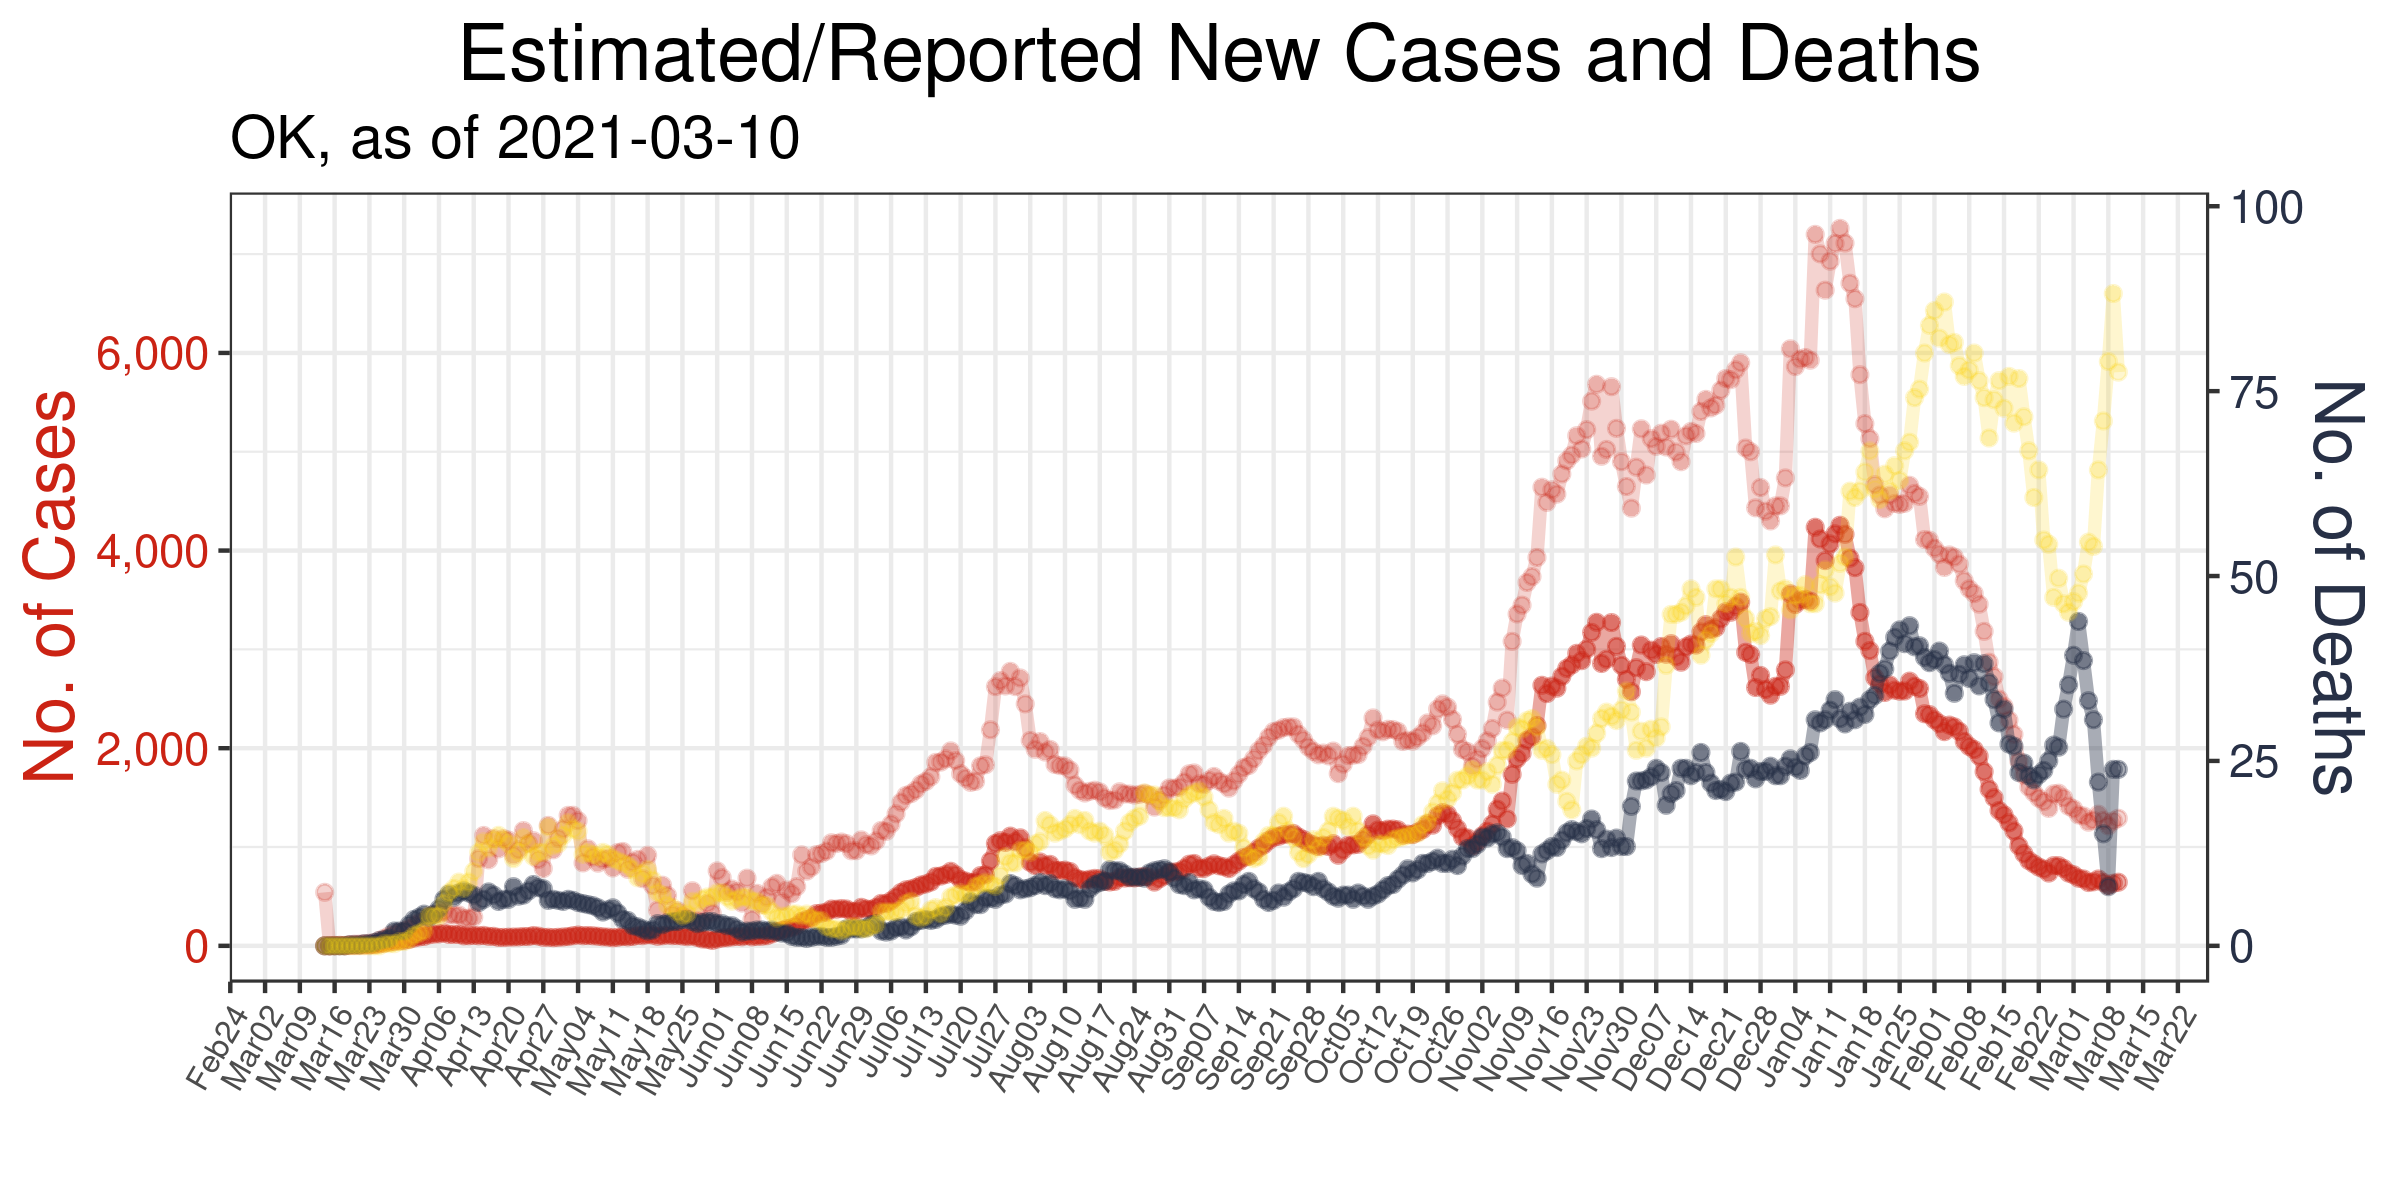 Estimated/Reported New Cases and Deaths
OK, as of 2021-03-10
No. of Cases
6,000
4,000
2,000
0
100
75
50
25
0
No. of Deaths
Feb24
Mar02
Mar09
Mar16
Mar23
Mar30
Apr06
Apr13
Apr20
Apr27
May04
May11
May18
May25
Jun01
Jun08
Jun15
Jun22
Jun29
Jul06
Jul13
Jul20
Jul27
Aug03
Aug10
Aug17
Aug24
Aug31
Sep07
Sep14
Sep21
Sep28
Oct05
Oct12
Oct19
Oct26
Nov02
Nov09
Nov16
Nov23
Nov30
Dec07
Dec14
Dec21
Dec28
Jan04
Jan11
Jan18
Jan25
Feb01
Feb08
Feb15
Feb22
Mar01
Mar08
Mar15
Mar22